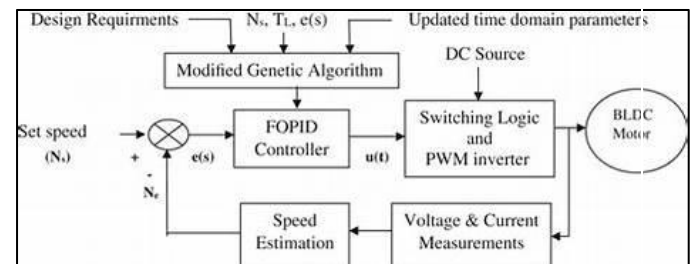 Design Requirments
Nₛ, T_L, e(s)
Updated time domain parameters
Modified Genetic Algorithm
DC Source
Set speed
(Nₛ)
+
-
e(s)
FOPID
Controller
u(t)
Switching Logic
and
PWM inverter
BLDC
Motor
Nₑ
Speed
Estimation
Voltage & Current
Measurements